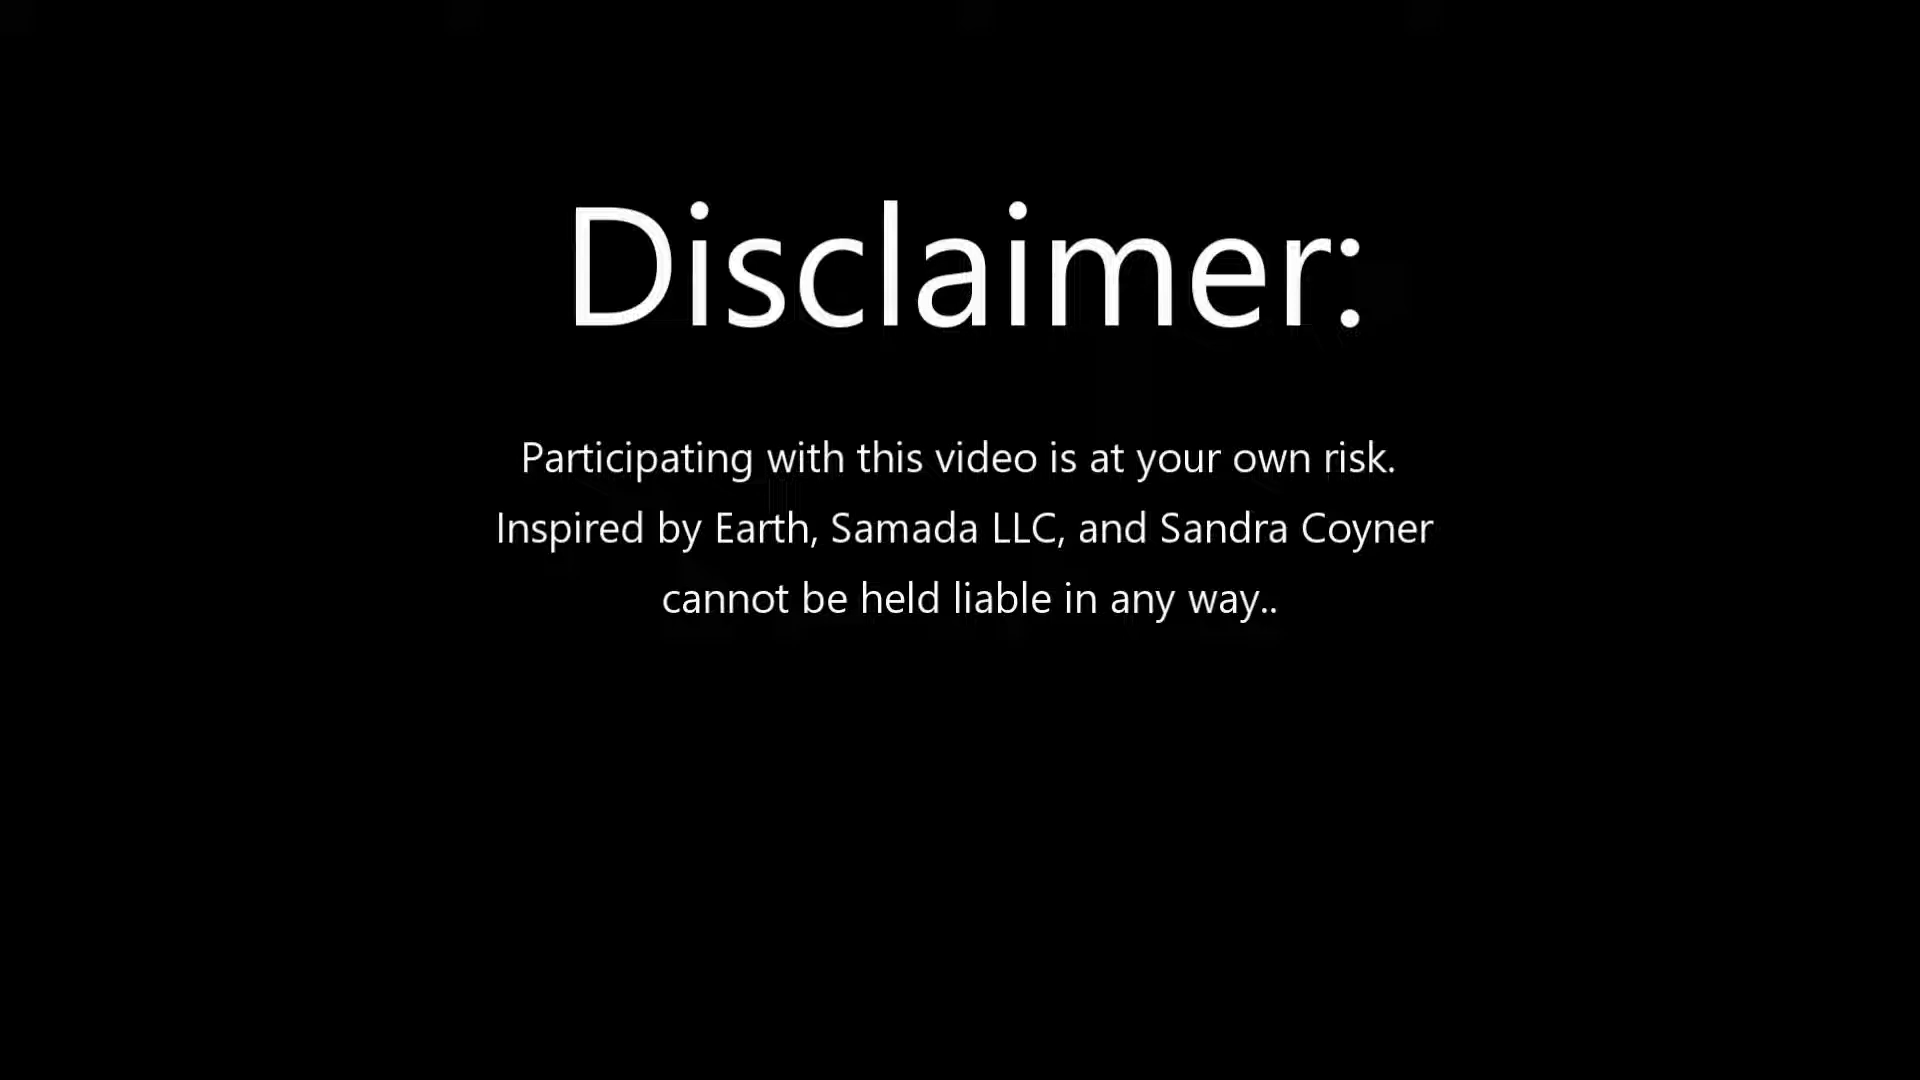 Disclaimer:
Participating with this video is at your own risk.
Inspired by Earth, Samada LLC, and Sandra Coyner
cannot be held liable in any way..